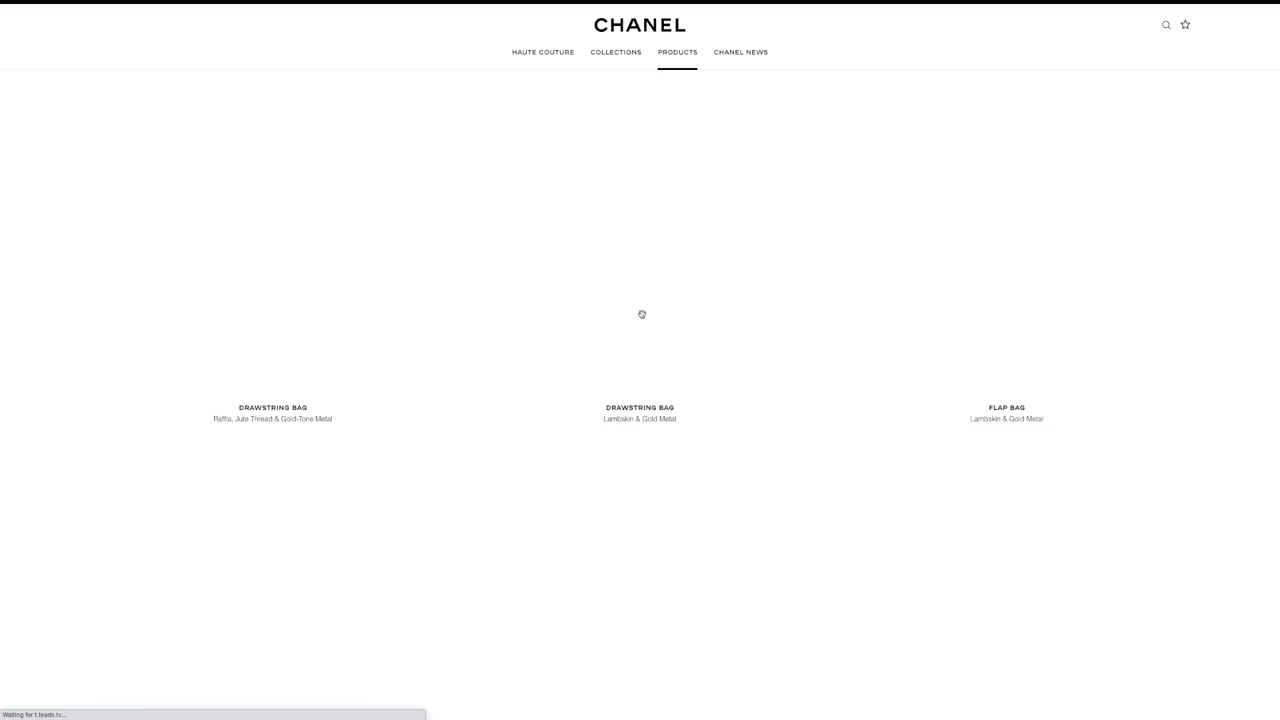 CHANEL
HAUTE COUTURE COLLECTIONS PRODUCTS CHANEL NEWS
DRAWSTRING BAG DRAWSTRING BAG FLAP BAG
Raffia, Jute Thread & Gold-Tone Metal Lambskin & Gold Metal Lambskin & Gold Metal
Waiting for t.teads.tv...